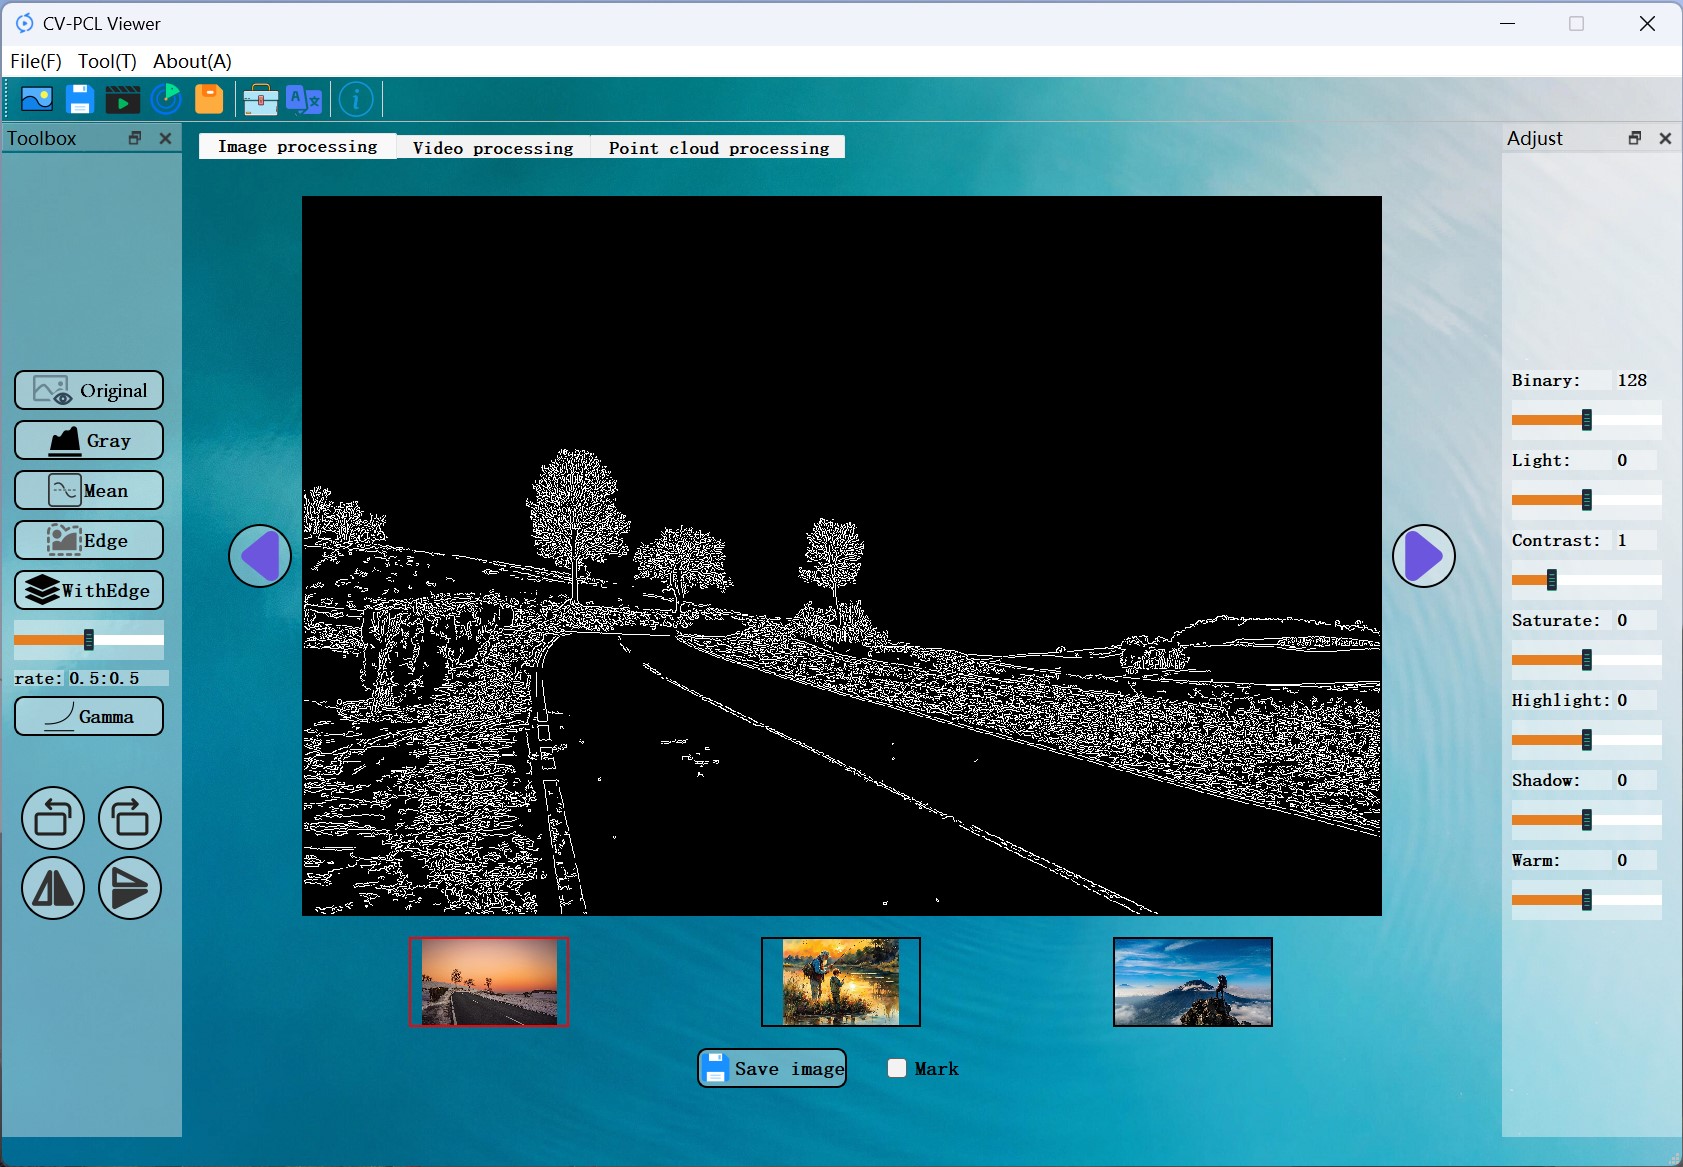 CV-PCL Viewer
File(F) Tool(T) About(A)
Toolbox
Image processing Video processing Point cloud processing
Adjust
Original
Gray
Mean
Edge
WithEdge
rate: 0.5:0.5
Gamma
Binary: 128
Light: 0
Contrast: 1
Saturate: 0
Highlight: 0
Shadow: 0
Warm: 0
Save image Mark